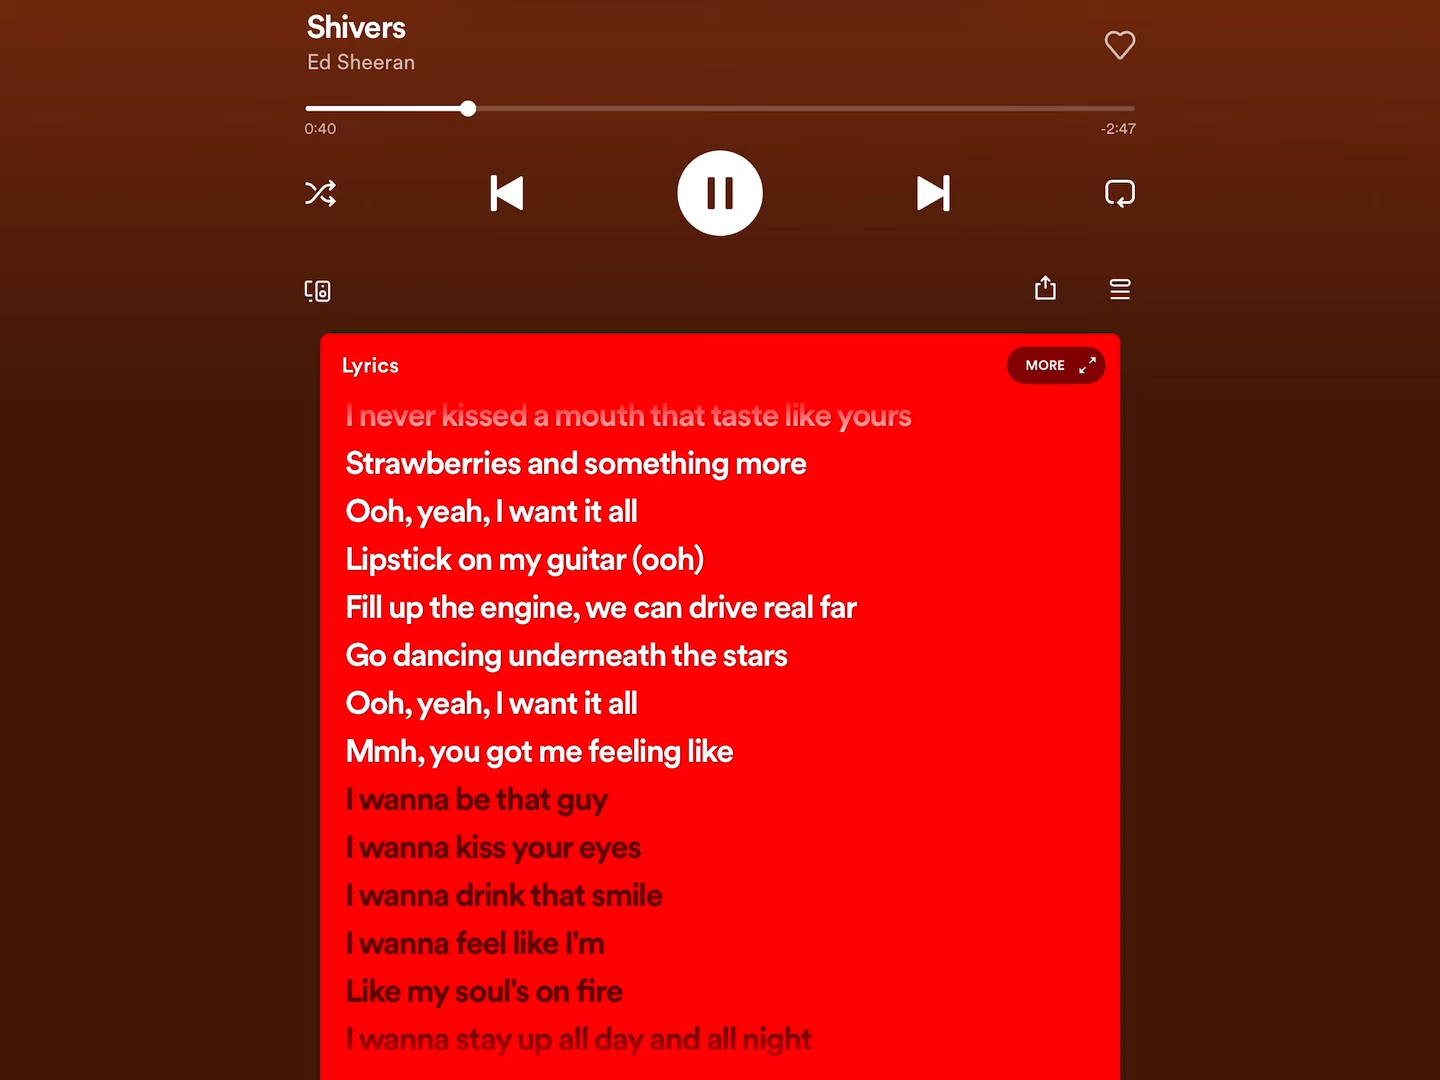 Shivers
Ed Sheeran
0:40
-2:47
Lyrics
MORE
I never kissed a mouth that taste like yours
Strawberries and something more
Ooh, yeah, I want it all
Lipstick on my guitar (ooh)
Fill up the engine, we can drive real far
Go dancing underneath the stars
Ooh, yeah, I want it all
Mmh, you got me feeling like
I wanna be that guy
I wanna kiss your eyes
I wanna drink that smile
I wanna feel like I'm
Like my soul's on fire
I wanna stay up all day and all night